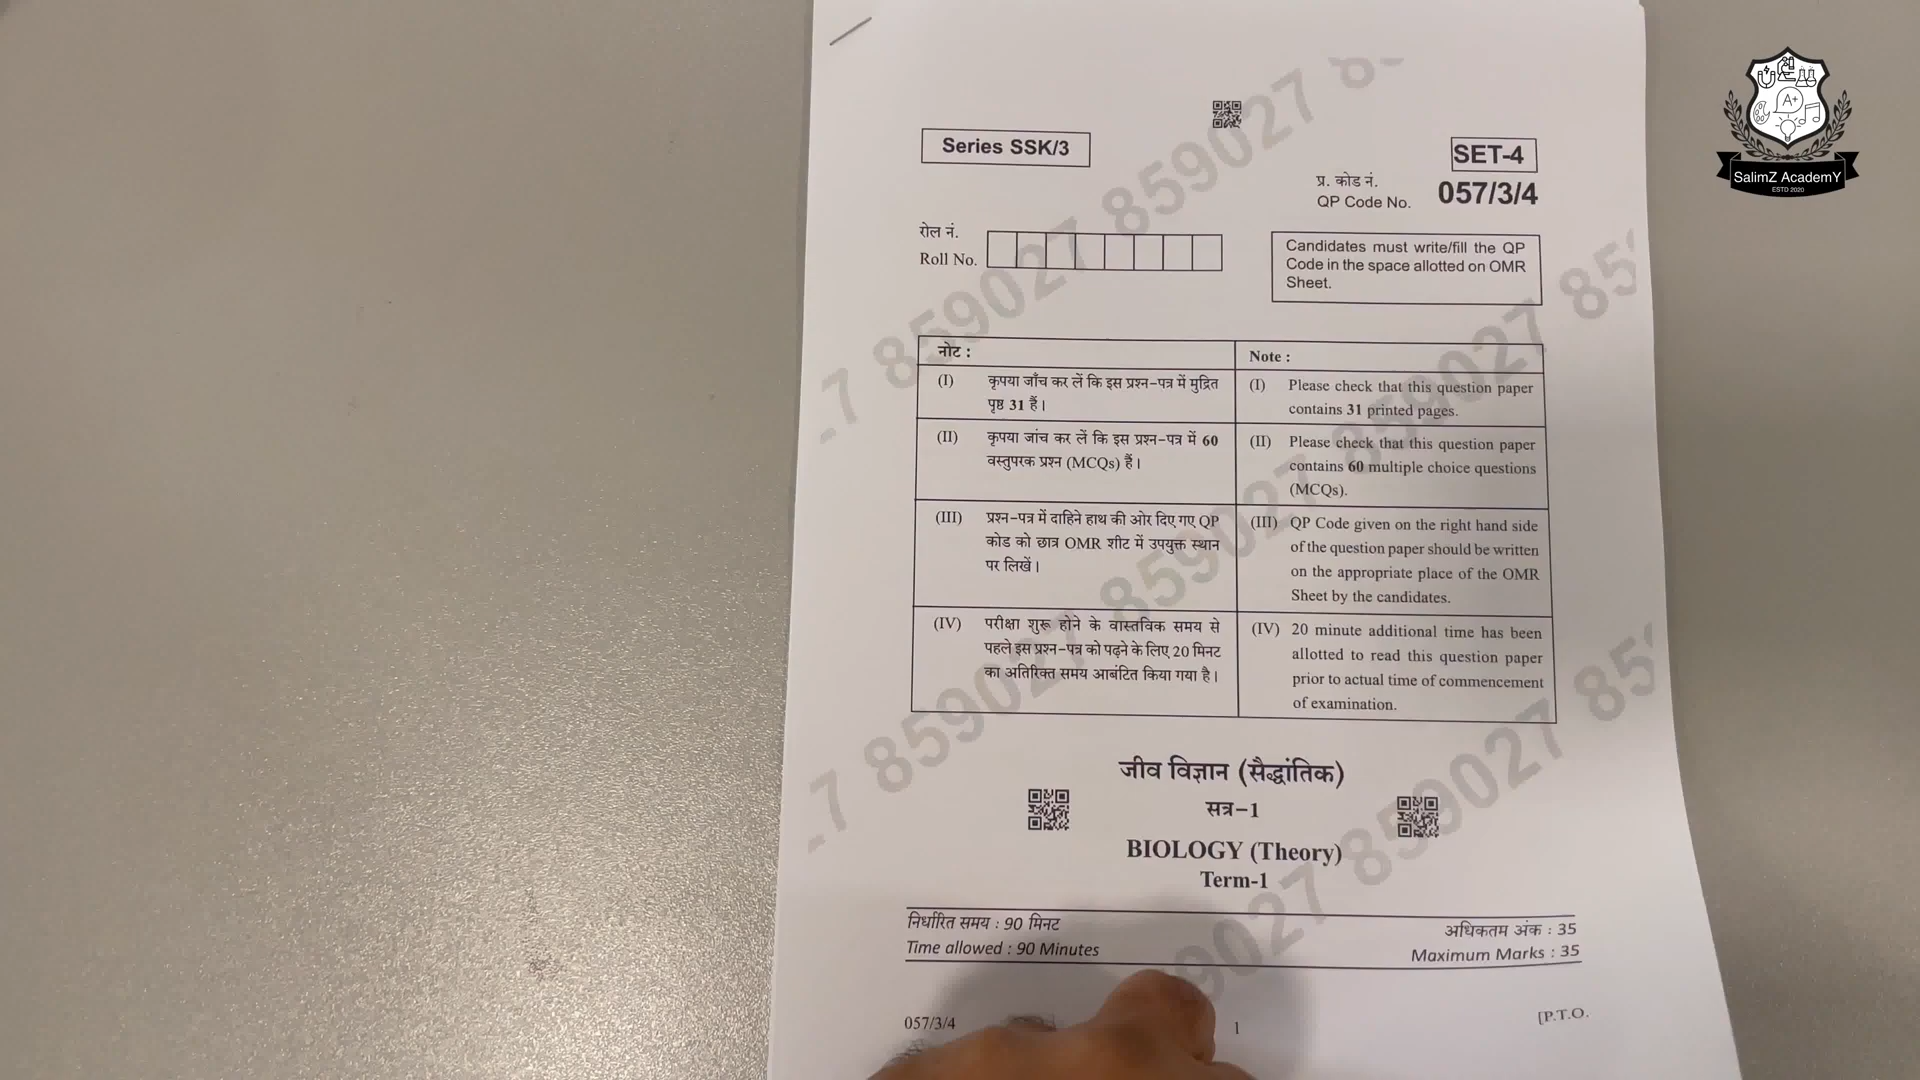 Series SSK/3
SET-4
प्र. कोड नं.
QP Code No. 057/3/4
रोल नं.
Roll No.
Candidates must write/fill the QP
Code in the space allotted on OMR
Sheet.
नोट :
(I) कृपया जाँच कर लें कि इस प्रश्न-पत्र में मुद्रित
पृष्ठ 31 हैं।
(II) कृपया जांच कर लें कि इस प्रश्न-पत्र में 60
वस्तुपरक प्रश्न (MCQs) हैं।
(III) प्रश्न-पत्र में दाहिने हाथ की ओर दिए गए QP
कोड को छात्र OMR शीट में उपयुक्त स्थान
पर लिखें।
(IV) परीक्षा शुरू होने के वास्तविक समय से
पहले इस प्रश्न-पत्र को पढ़ने के लिए 20 मिनट
का अतिरिक्त समय आबंटित किया गया है।
Note :
(I) Please check that this question paper
contains 31 printed pages.
(II) Please check that this question paper
contains 60 multiple choice questions
(MCQs).
(III) QP Code given on the right hand side
of the question paper should be written
on the appropriate place of the OMR
Sheet by the candidates.
(IV) 20 minute additional time has been
allotted to read this question paper
prior to actual time of commencement
of examination.
जीव विज्ञान (सैद्धांतिक)
सत्र-1
BIOLOGY (Theory)
Term-1
निर्धारित समय : 90 मिनट
अधिकतम अंक : 35
Time allowed : 90 Minutes
Maximum Marks : 35
057/3/4
1
[P.T.O.
859027 859027
859027 859027
A+
SalimZ AcademY
ESTD 2020